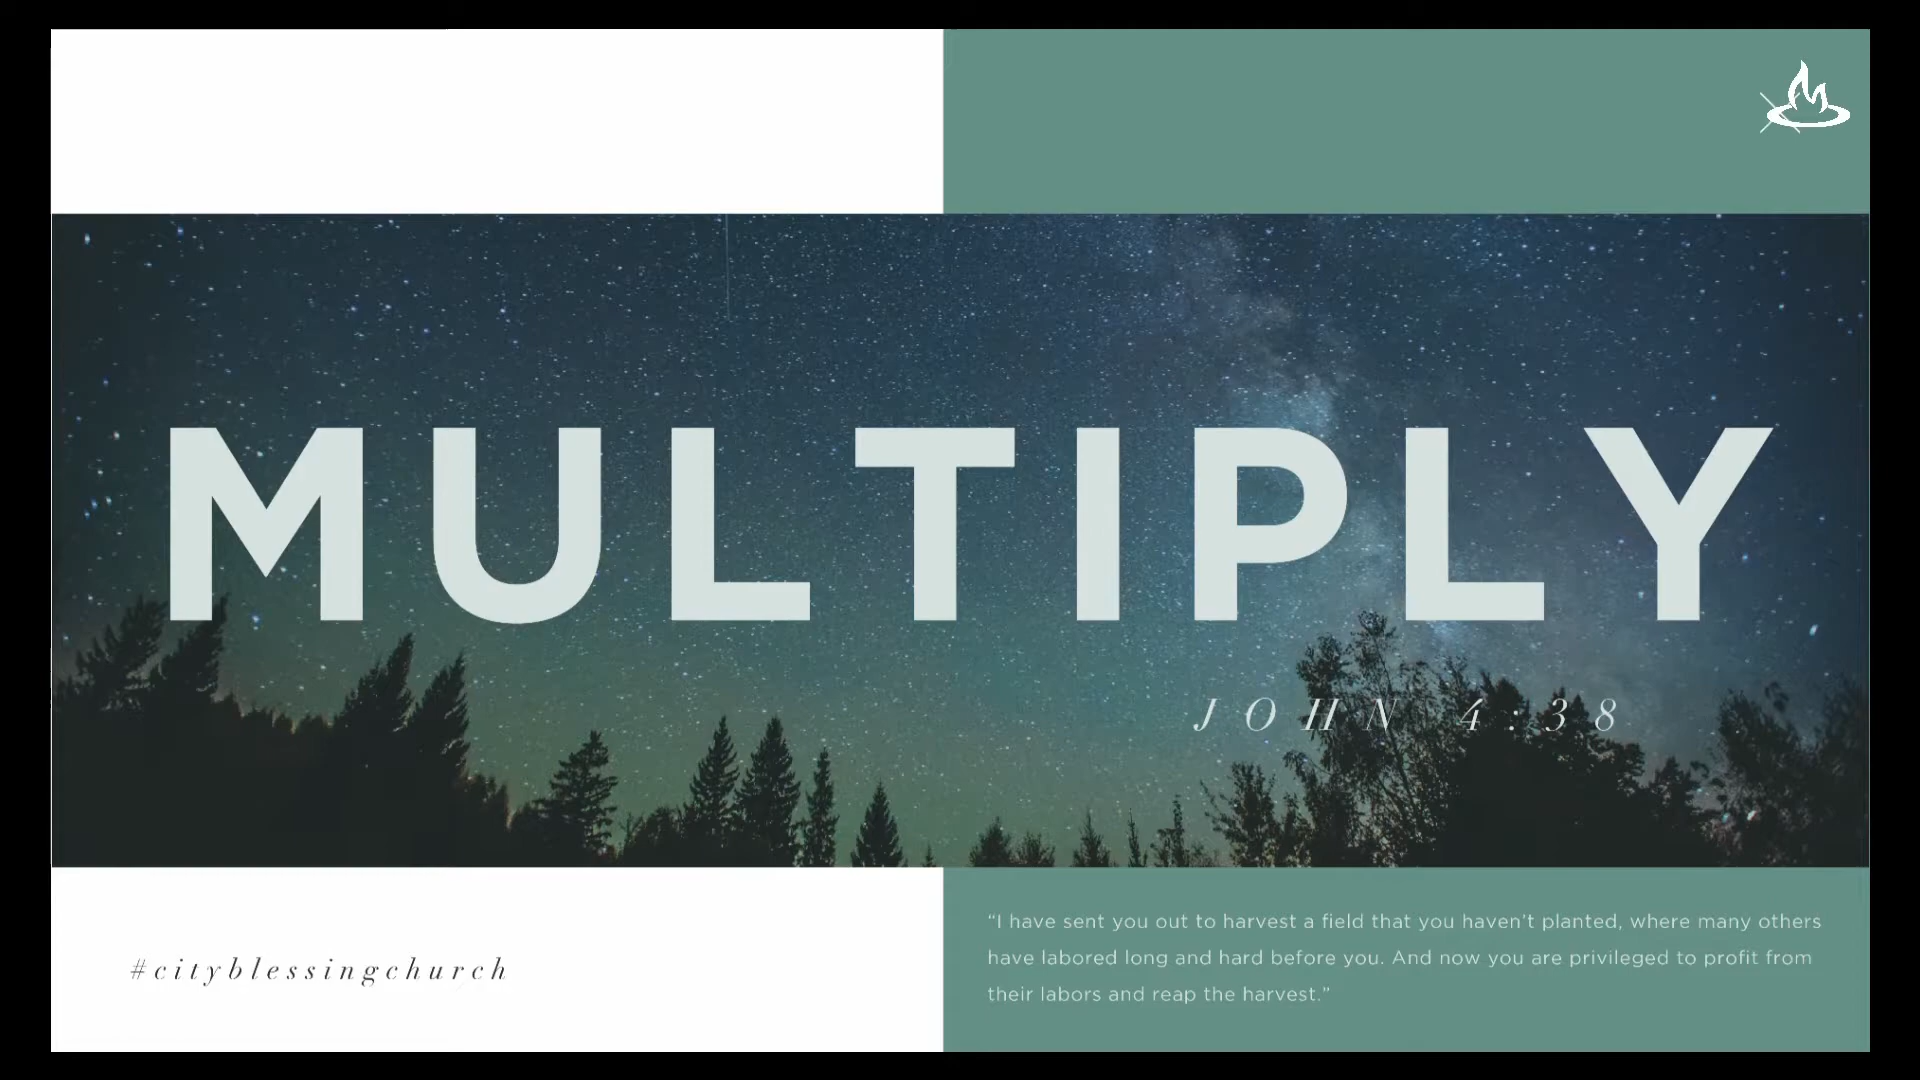 MULTIPLY
JOHN 4:38
#cityblessingchurch
“I have sent you out to harvest a field that you haven’t planted, where many others
have labored long and hard before you. And now you are privileged to profit from
their labors and reap the harvest.”